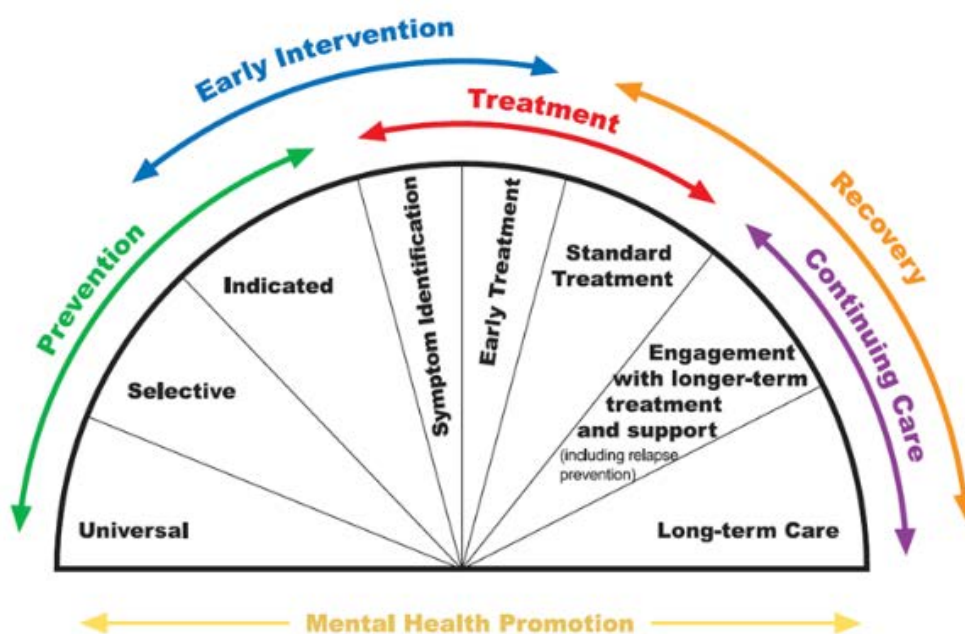 Early Intervention
Treatment
Recovery
Prevention
Continuing Care
Universal
Selective
Indicated
Symptom Identification
Early Treatment
Standard
Treatment
Engagement
with longer-term
treatment
and support
(including relapse
prevention)
Long-term Care
Mental Health Promotion